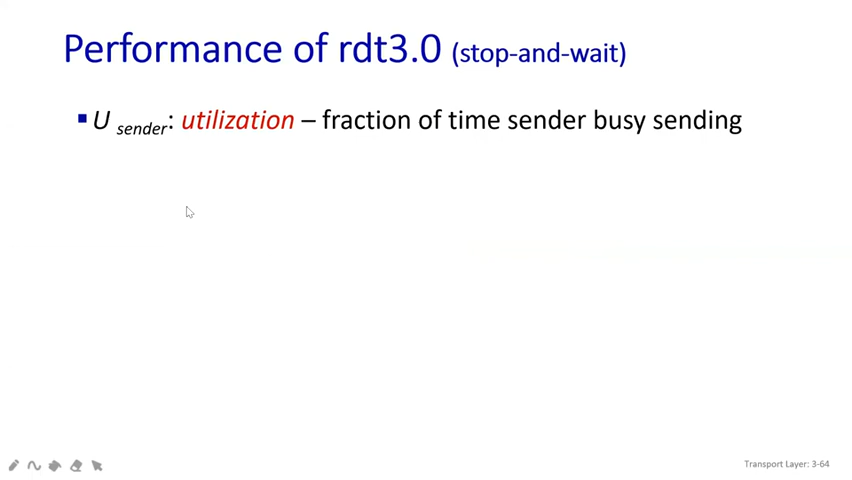 Performance of rdt3.0 (stop-and-wait)
▪ U sender: utilization – fraction of time sender busy sending
Transport Layer: 3-64